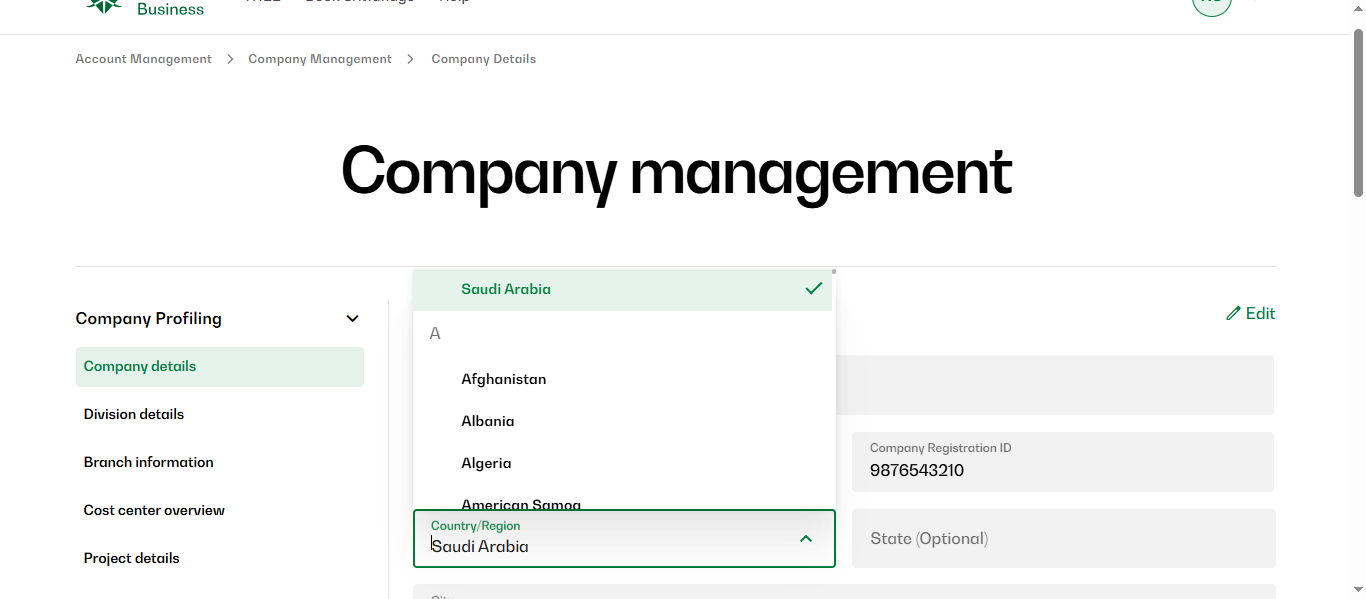 Business
Help
Account Management > Company Management > Company Details
Company management
Company Profiling
Company details
Division details
Branch information
Cost center overview
Project details
Saudi Arabia
A
Afghanistan
Albania
Algeria
American Samoa
Country/Region
Saudi Arabia
Edit
Company Registration ID
9876543210
State (Optional)